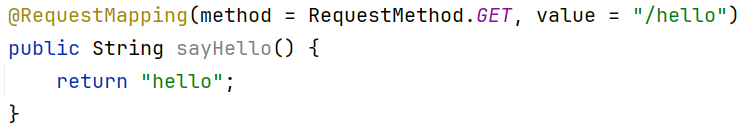 @RequestMapping(method = RequestMethod.GET, value = "/hello")
public String sayHello() {
    return "hello";
}